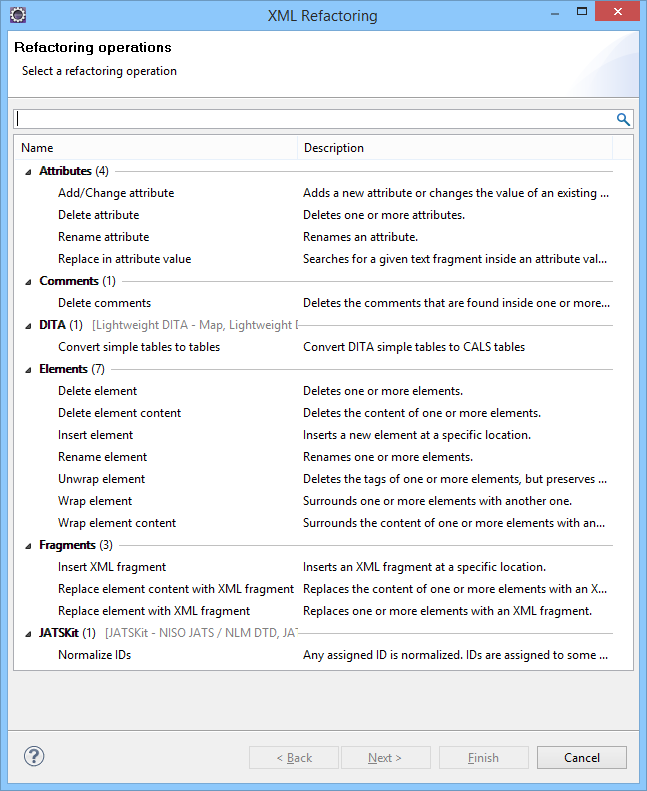 XML Refactoring
Refactoring operations
Select a refactoring operation
Name Description
Attributes (4)
Add/Change attribute Adds a new attribute or changes the value of an existing ...
Delete attribute Deletes one or more attributes.
Rename attribute Renames an attribute.
Replace in attribute value Searches for a given text fragment inside an attribute val...
Comments (1)
Delete comments Deletes the comments that are found inside one or more...
DITA (1) [Lightweight DITA - Map, Lightweight D
Convert simple tables to tables Convert DITA simple tables to CALS tables
Elements (7)
Delete element Deletes one or more elements.
Delete element content Deletes the content of one or more elements.
Insert element Inserts a new element at a specific location.
Rename element Renames one or more elements.
Unwrap element Deletes the tags of one or more elements, but preserves ...
Wrap element Surrounds one or more elements with another one.
Wrap element content Surrounds the content of one or more elements with an...
Fragments (3)
Insert XML fragment Inserts an XML fragment at a specific location.
Replace element content with XML fragment Replaces the content of one or more elements with an X...
Replace element with XML fragment Replaces one or more elements with an XML fragment.
JATSKit (1) [JATSKit - NISO JATS / NLM DTD, JAT
Normalize IDs Any assigned ID is normalized. IDs are assigned to some ...
? < Back Next > Finish Cancel